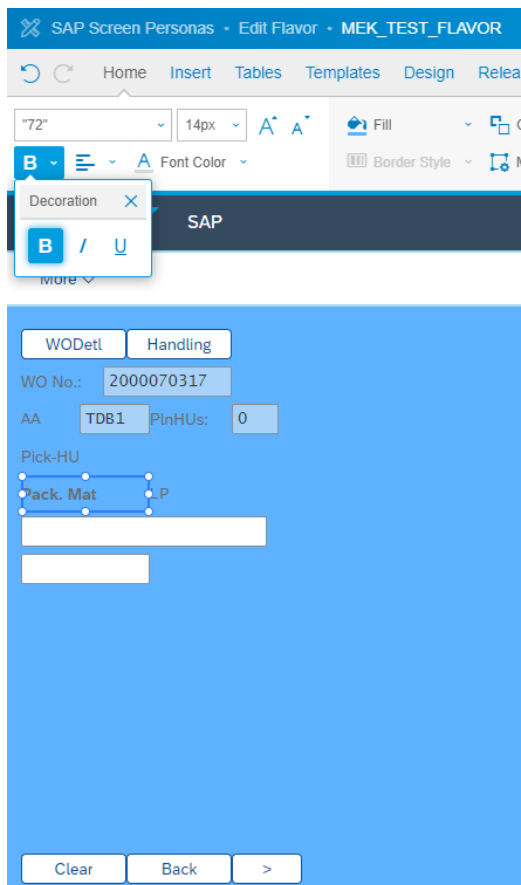 SAP Screen Personas • Edit Flavor • MEK_TEST_FLAVOR
Home Insert Tables Templates Design Relea
"72" 14px A A Fill
B A Font Color Border Style
Decoration
B I U
SAP
More
WODetl Handling
WO No.: 2000070317
AA TDB1 PlnHUs: 0
Pick-HU
Pack. Mat LP
Clear Back >